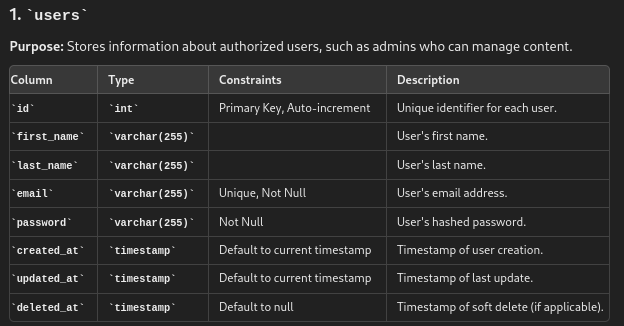 1. `users`
Purpose: Stores information about authorized users, such as admins who can manage content.
Column Type Constraints Description
`id` `int` Primary Key, Auto-increment Unique identifier for each user.
`first_name` `varchar(255)` User's first name.
`last_name` `varchar(255)` User's last name.
`email` `varchar(255)` Unique, Not Null User's email address.
`password` `varchar(255)` Not Null User's hashed password.
`created_at` `timestamp` Default to current timestamp Timestamp of user creation.
`updated_at` `timestamp` Default to current timestamp Timestamp of last update.
`deleted_at` `timestamp` Default to null Timestamp of soft delete (if applicable).